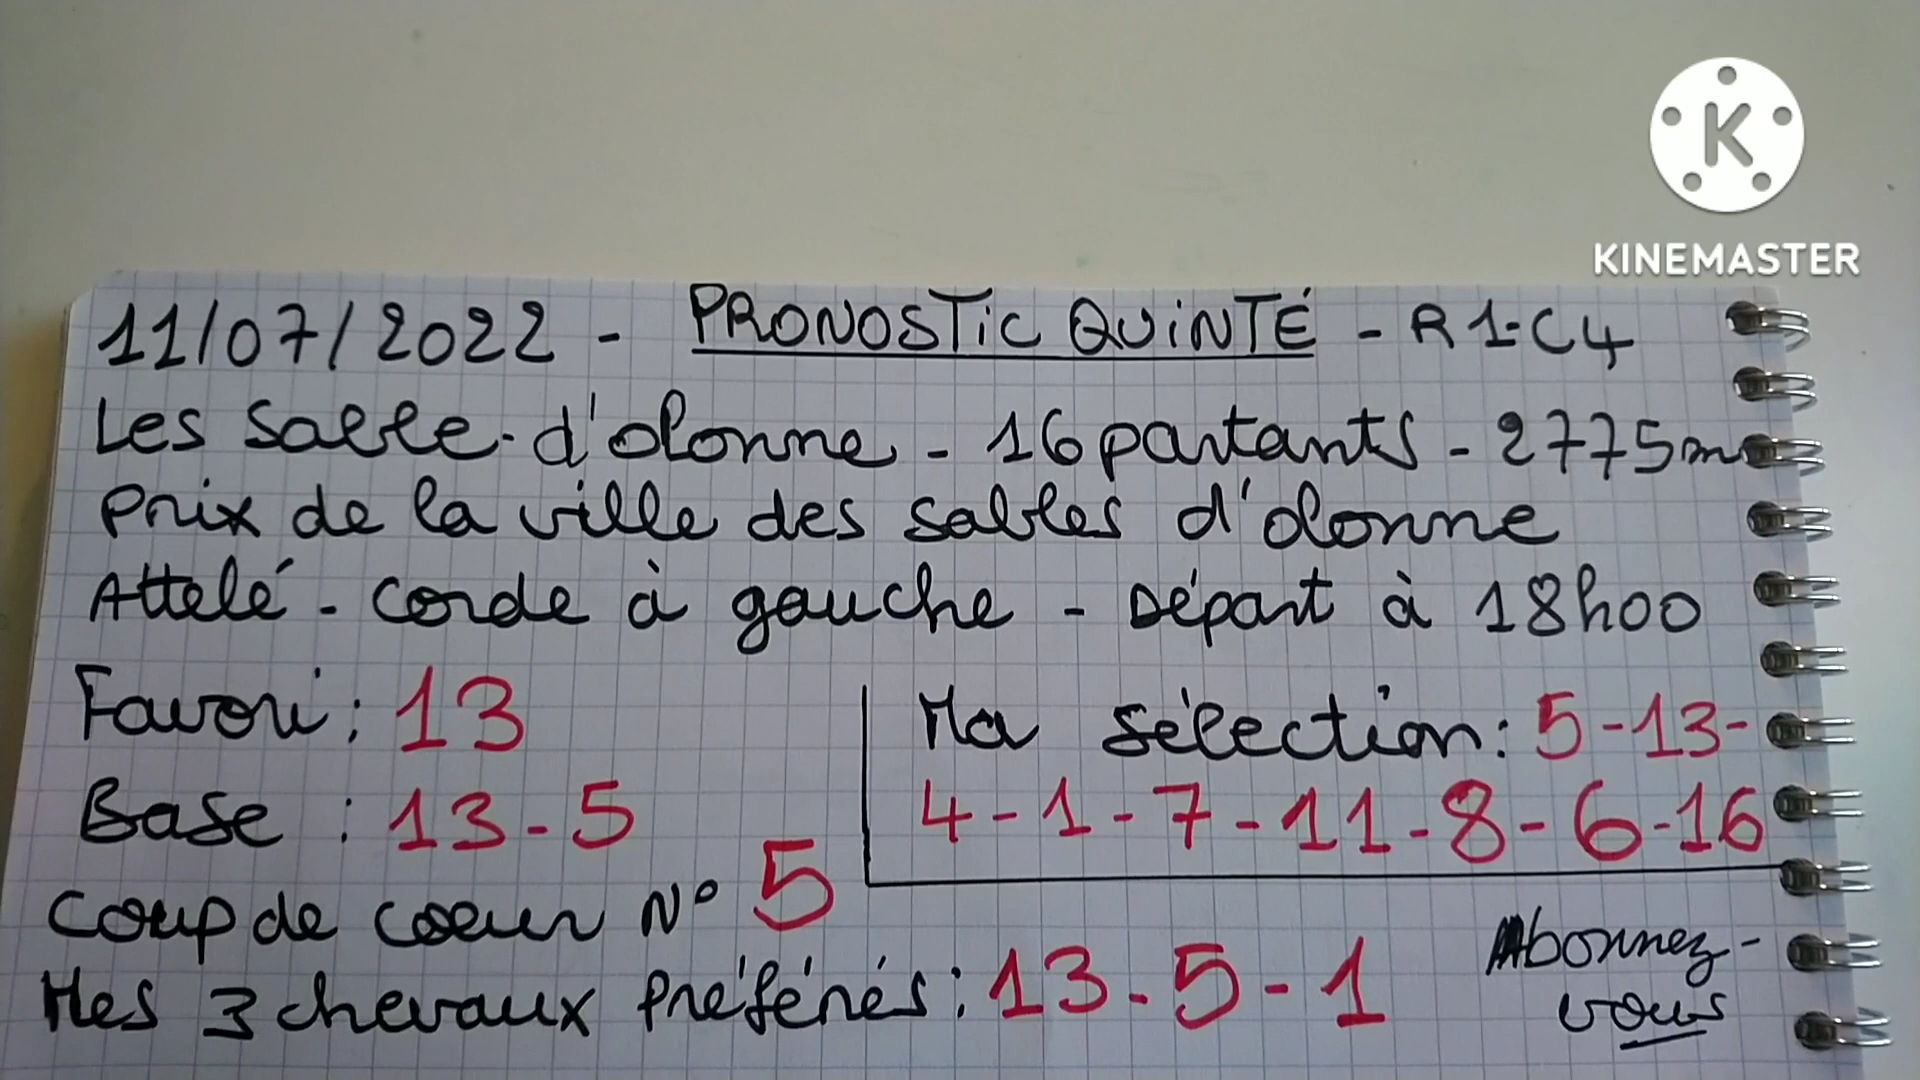 KINEMASTER
11/07/2022 - PRONOSTIC QUINTÉ - R1-C4
Les Salle-d'olonne - 16 partants - 2775m
Prix de la ville des sables d'olonne
Attelé - corde à gauche - Départ à 18h00
Favori : 13
Base : 13 - 5
Coup de coeur N° 5
Mes 3 chevaux préférés : 13 - 5 - 1
Ma sélection : 5 - 13 -
4 - 1 - 7 - 11 - 8 - 6 - 16
Abonnez-
vous